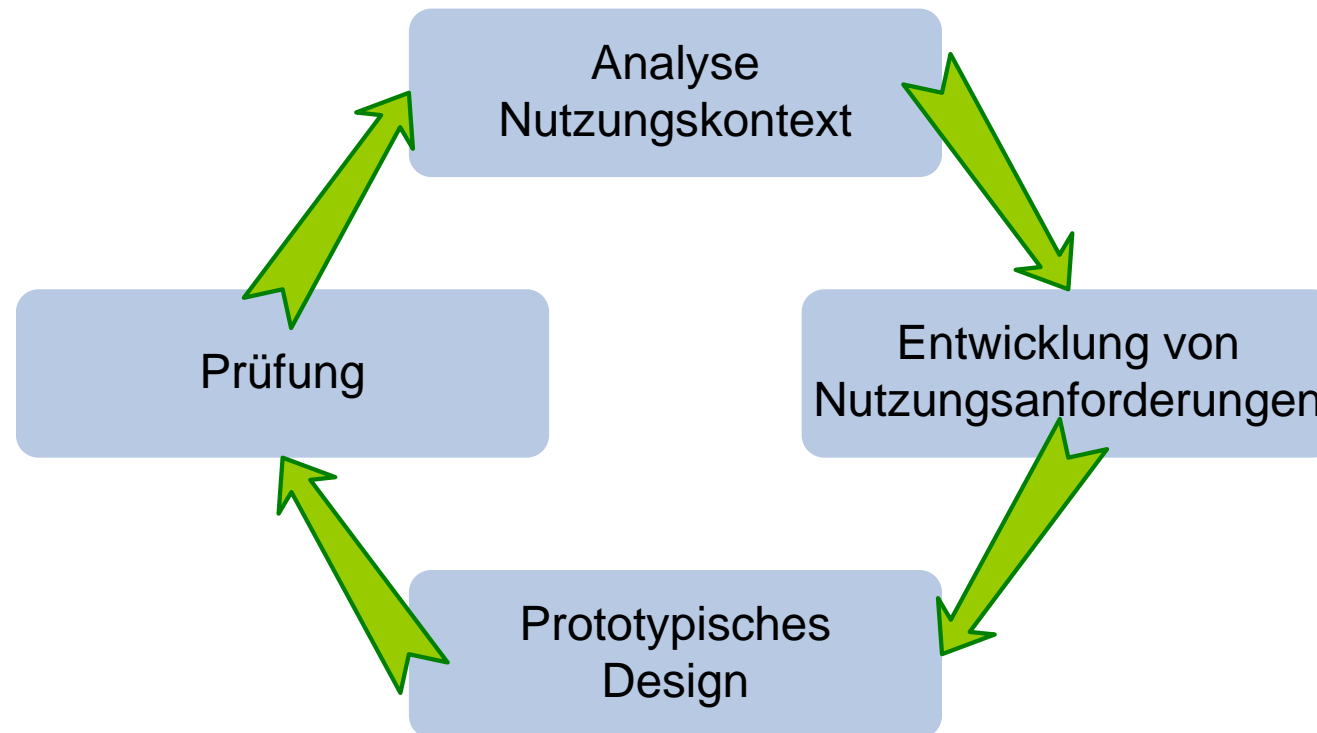 Analyse
Nutzungskontext
Entwicklung von
Nutzungsanforderungen
Prüfung
Prototypisches
Design